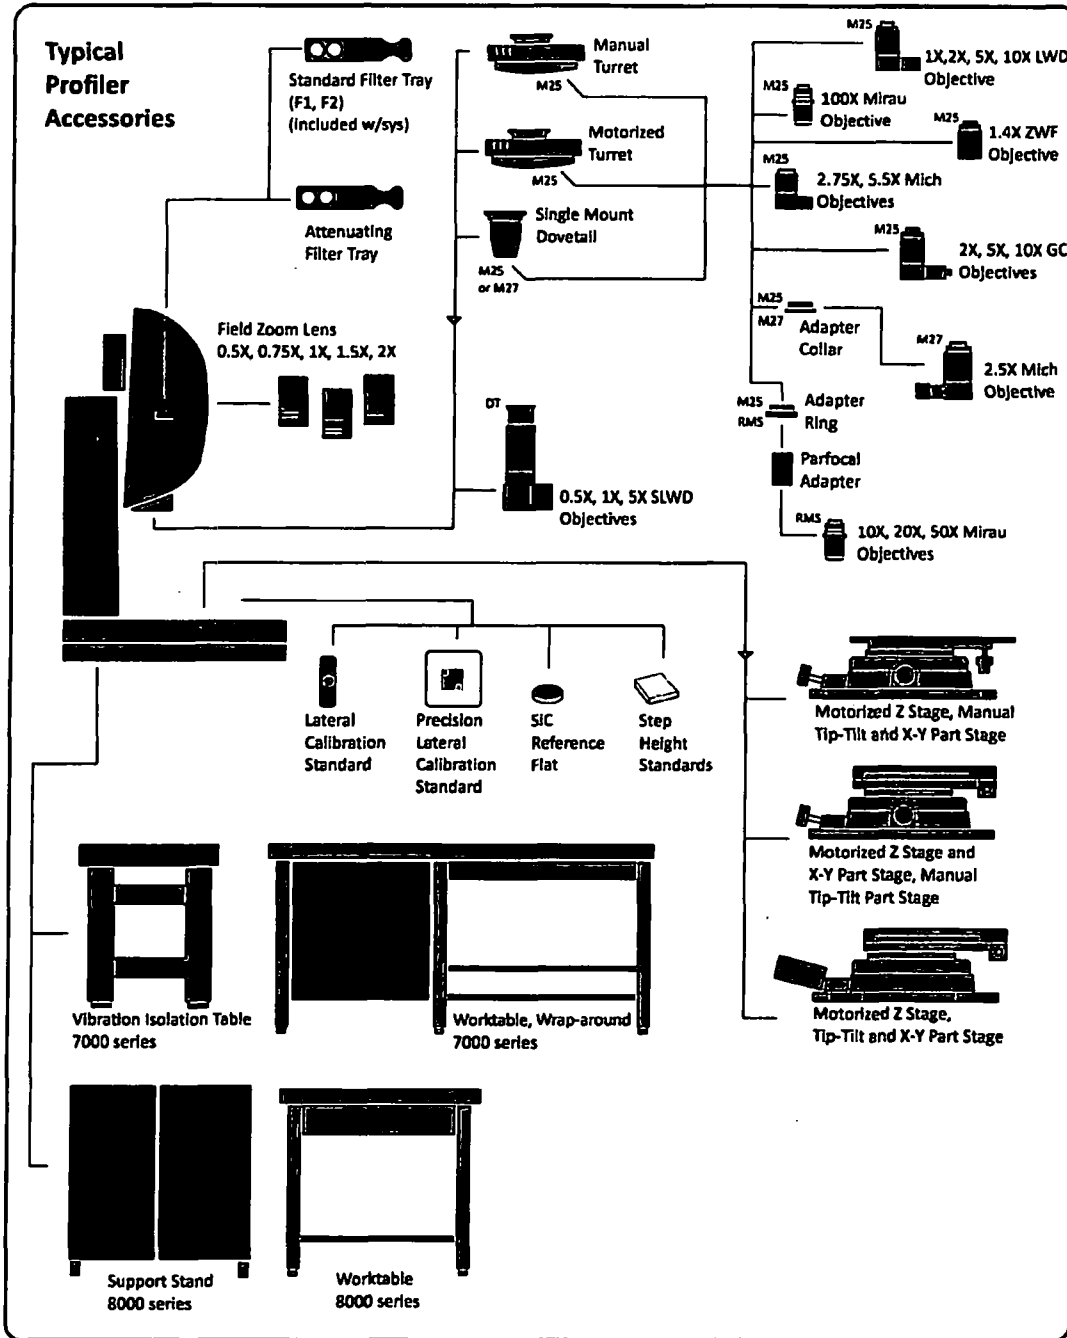 Typical
Profiler
Accessories
Standard Filter Tray
(F1, F2)
(included w/sys)
Attenuating
Filter Tray
Field Zoom Lens
0.5X, 0.75X, 1X, 1.5X, 2X
Manual
Turret
M25
Motorized
Turret
M25
Single Mount
Dovetail
M25
or M27
DT
0.5X, 1X, 5X SLWD
Objectives
M25
1X,2X, 5X, 10X LWD
Objective
M25
100X Mirau
Objective
M25
1.4X ZWF
Objective
M25
2.75X, 5.5X Mich
Objectives
M25
2X, 5X, 10X GC
Objectives
M25
M27
Adapter
Collar
M27
2.5X Mich
Objective
M25
RMS
Adapter
Ring
Parfocal
Adapter
RMS
10X, 20X, 50X Mirau
Objectives
Lateral
Calibration
Standard
Precision
Lateral
Calibration
Standard
SiC
Reference
Flat
Step
Height
Standards
Motorized Z Stage, Manual
Tip-Tilt and X-Y Part Stage
Motorized Z Stage and
X-Y Part Stage, Manual
Tip-Tilt Part Stage
Motorized Z Stage,
Tip-Tilt and X-Y Part Stage
Vibration Isolation Table
7000 series
Worktable, Wrap-around
7000 series
Support Stand
8000 series
Worktable
8000 series